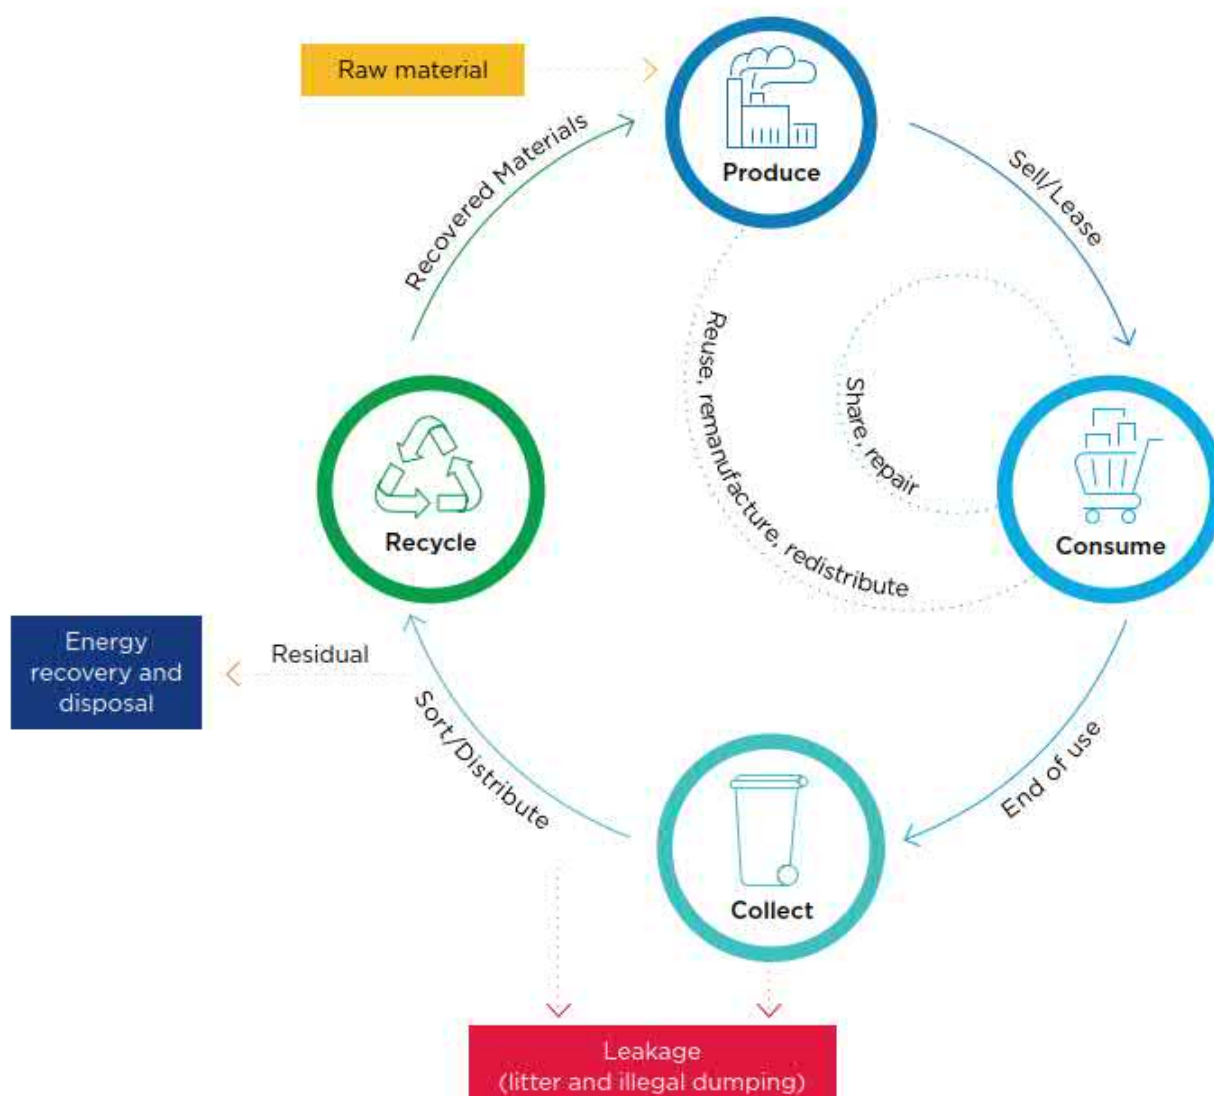 Raw material
Produce
Recovered Materials
Sell/Lease
Reuse, remanufacture, redistribute
Share, repair
Recycle
Consume
Energy
recovery and
disposal
Residual
Sort/Distribute
End of use
Collect
Leakage
(litter and illegal dumping)